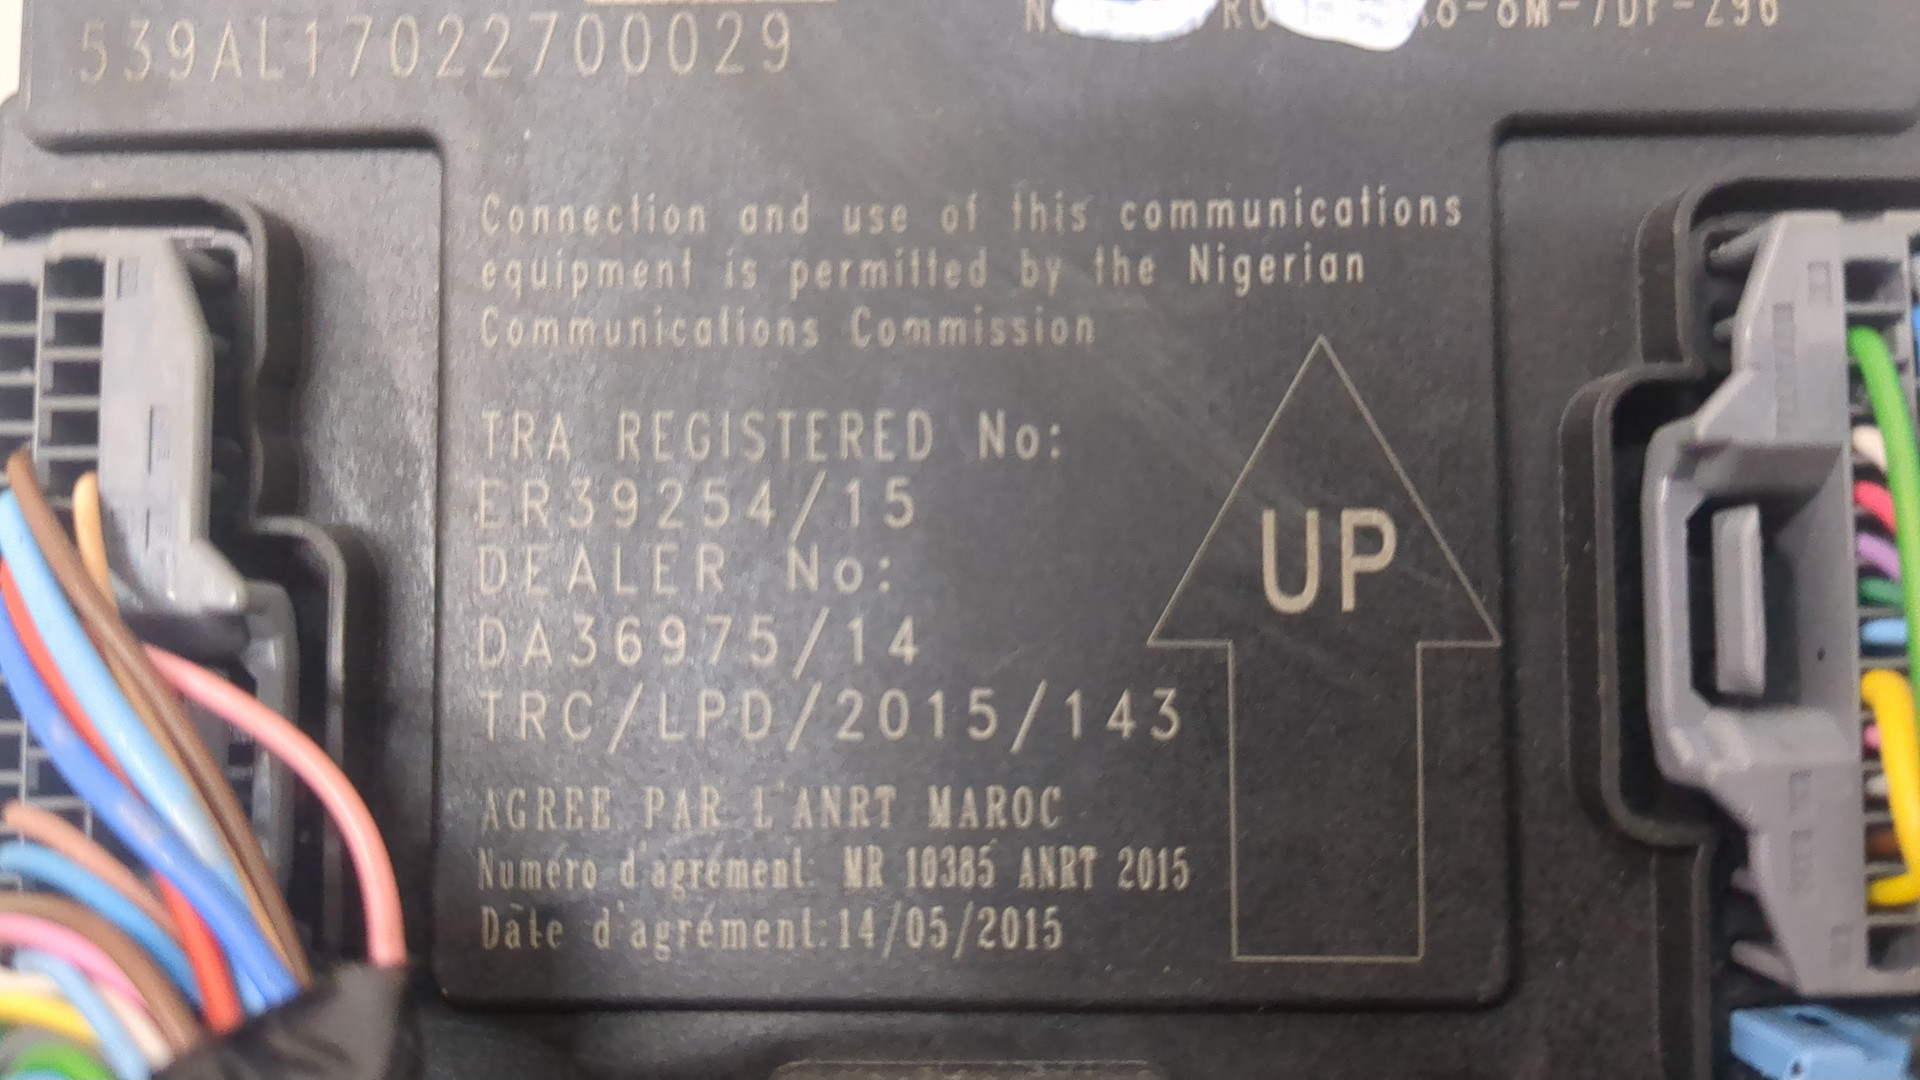 539AL17022700029
Connection and use of this communications
equipment is permitted by the Nigerian
Communications Commission
TRA REGISTERED No:
ER39254/15
DEALER No:
DA36975/14
TRC/LPD/2015/143
UP
AGREE PAR L'ANRT MAROC
Numéro d'agrément: MR 10385 ANRT 2015
Date d'agrément:14/05/2015